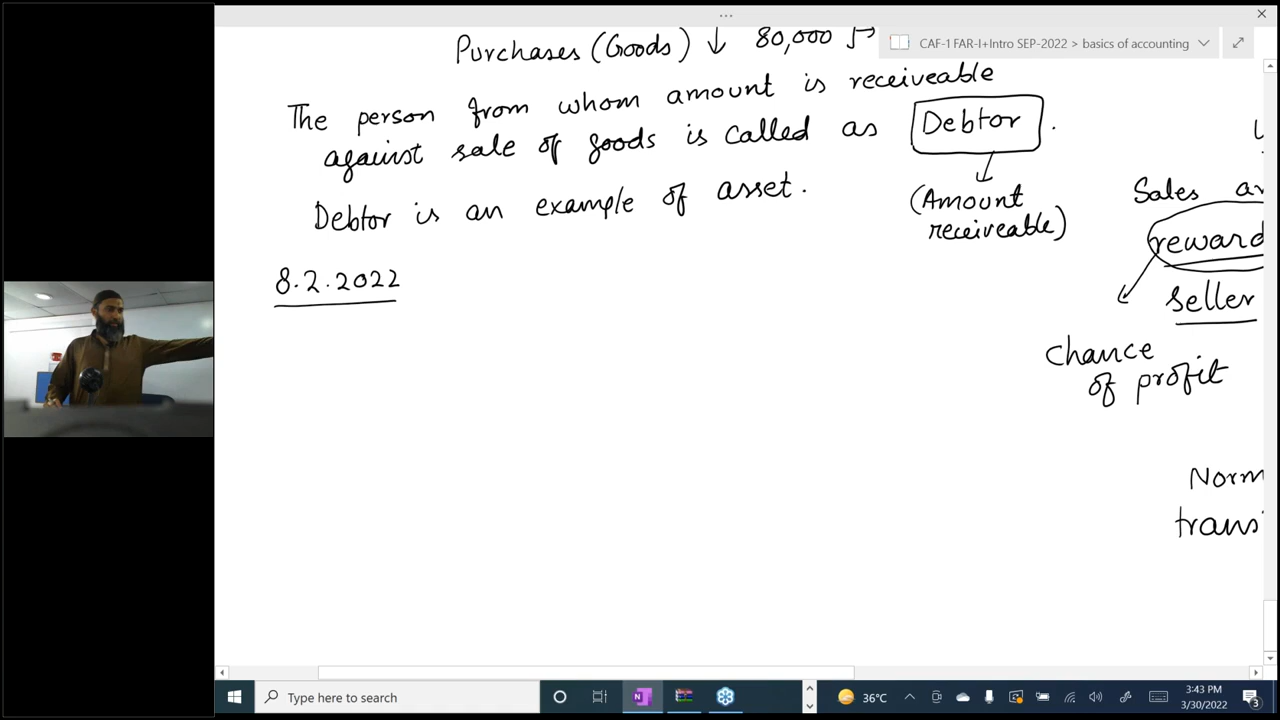 CAF-1 FAR-I+Intro SEP-2022 > basics of accounting
Purchases (Goods) ↓ 80,000
The person from whom amount is receiveable
against sale of goods is called as Debtor.
(Amount
receiveable)
Debtor is an example of asset.
8.2.2022
Sales
reward
seller
chance
of profit
Norm
trans
Type here to search
36°C
3:43 PM
3/30/2022
3